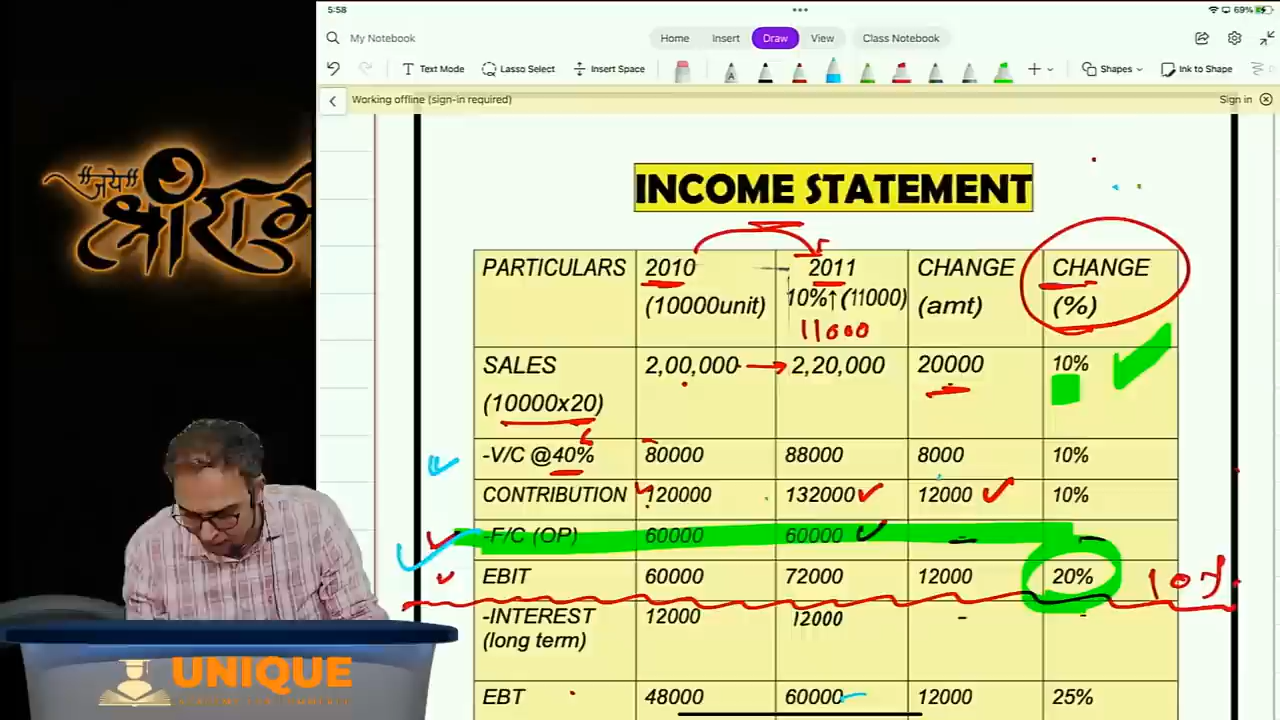 5:58
69%
My Notebook
Home
Insert
Draw
View
Class Notebook
Text Mode
Lasso Select
Insert Space
Shapes
Ink to Shape
Working offline (sign-in required)
Sign in
"जय"
श्री राम
INCOME STATEMENT
PARTICULARS 2010 2011 CHANGE CHANGE
(10000unit) 10%↑(11000) (amt) (%)
11000
SALES 2,00,000 2,20,000 20000 10%
(10000x20)
-V/C @40% 80000 88000 8000 10%
CONTRIBUTION 120000 132000 12000 10%
-F/C (OP) 60000 60000 -
EBIT 60000 72000 12000 20% 10%
-INTEREST 12000 12000 - -
(long term)
EBT 48000 60000 12000 25%
UNIQUE